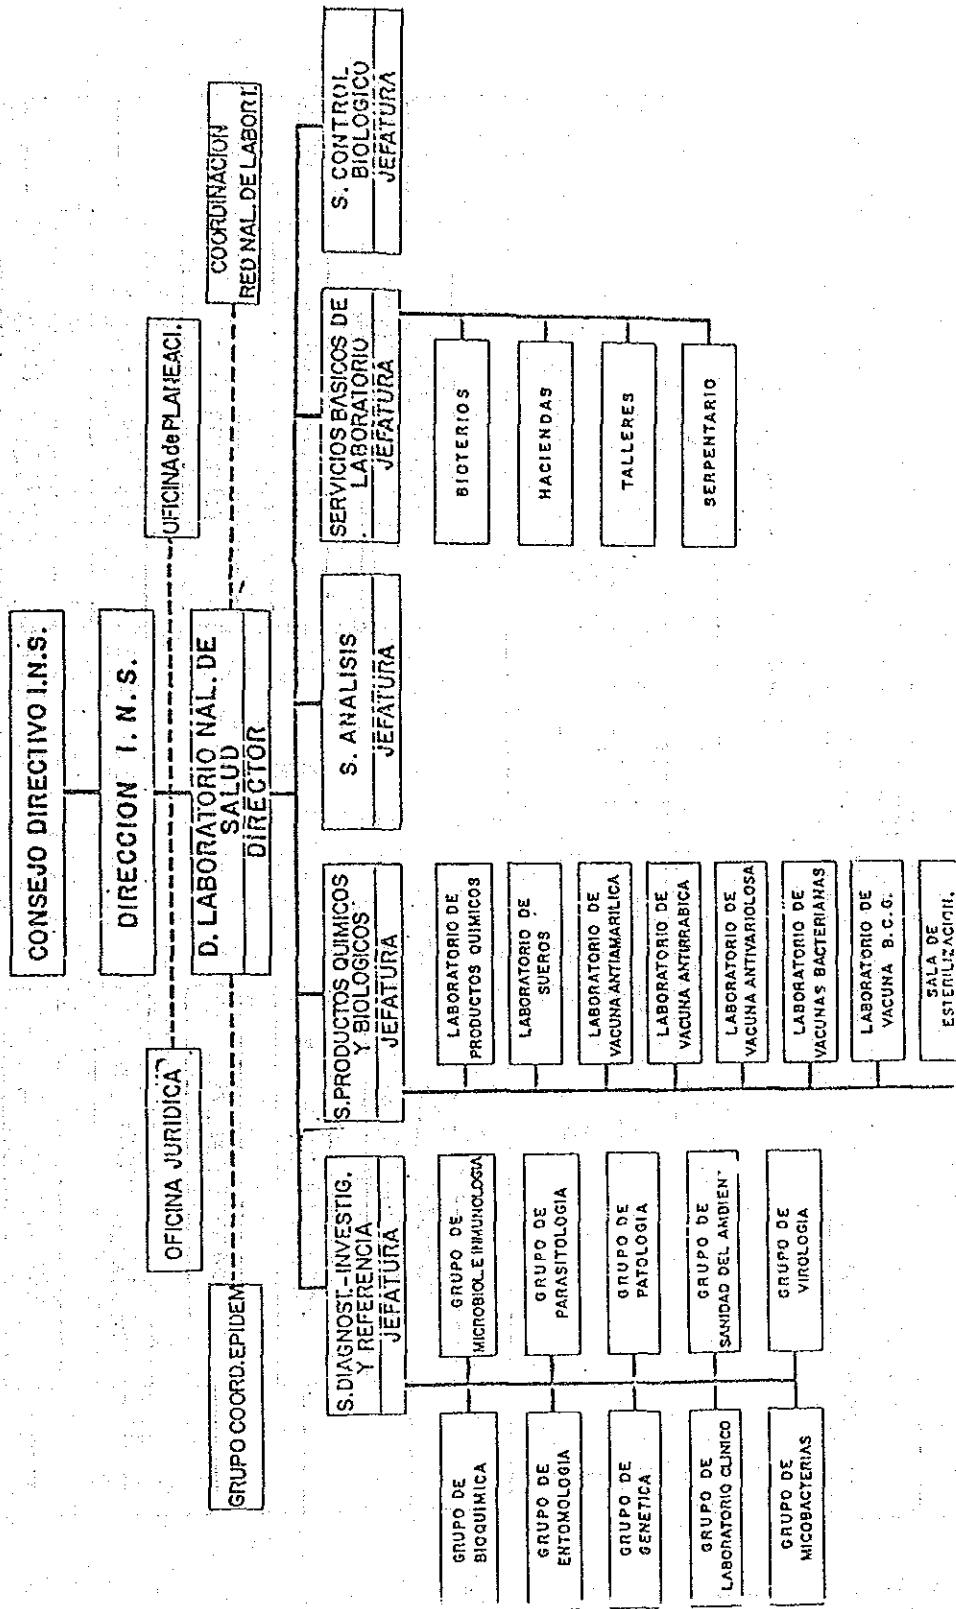 CONSEJO DIRECTIVO I.N.S.
DIRECCION I. N. S.
OFICINA JURIDICA
OFICINA de PLANEACI.
D. LABORATORIO NAL. DE
SALUD
DIRECTOR
GRUPO COORD. EPIDEM
COORDINACION
RED NAL. DE LABORT.
S. DIAGNOST.-INVESTIG.
Y REFERENCIA
JEFATURA
S. PRODUCTOS QUIMICOS
Y BIOLOGICOS
JEFATURA
S. ANALISIS
JEFATURA
SERVICIOS BASICOS DE
LABORATORIO
JEFATURA
S. CONTROL
BIOLOGICO
JEFATURA
GRUPO DE
BIOQUIMICA
GRUPO DE
MICROBIOL E INMUNOLOGIA
GRUPO DE
ENTOMOLOGIA
GRUPO DE
PARASITOLOGIA
GRUPO DE
GENETICA
GRUPO DE
PATOLOGIA
GRUPO DE
LABORATORIO CLINICO
GRUPO DE
SANIDAD DEL AMBIEN
GRUPO DE
MICOBACTERIAS
GRUPO DE
VIROLOGIA
LABORATORIO DE
PRODUCTOS QUIMICOS
LABORATORIO DE
SUEROS
LABORATORIO DE
VACUNA ANTIAMARILICA
LABORATORIO DE
VACUNA ANTIRRABICA
LABORATORIO DE
VACUNA ANTIVARIOLOSA
LABORATORIO DE
VACUNAS BACTERIANAS
LABORATORIO DE
VACUNA B.C.G.
SALA DE
ESTERILIZACION.
BIOTERIOS
HACIENDAS
TALLERES
SERPENTARIO